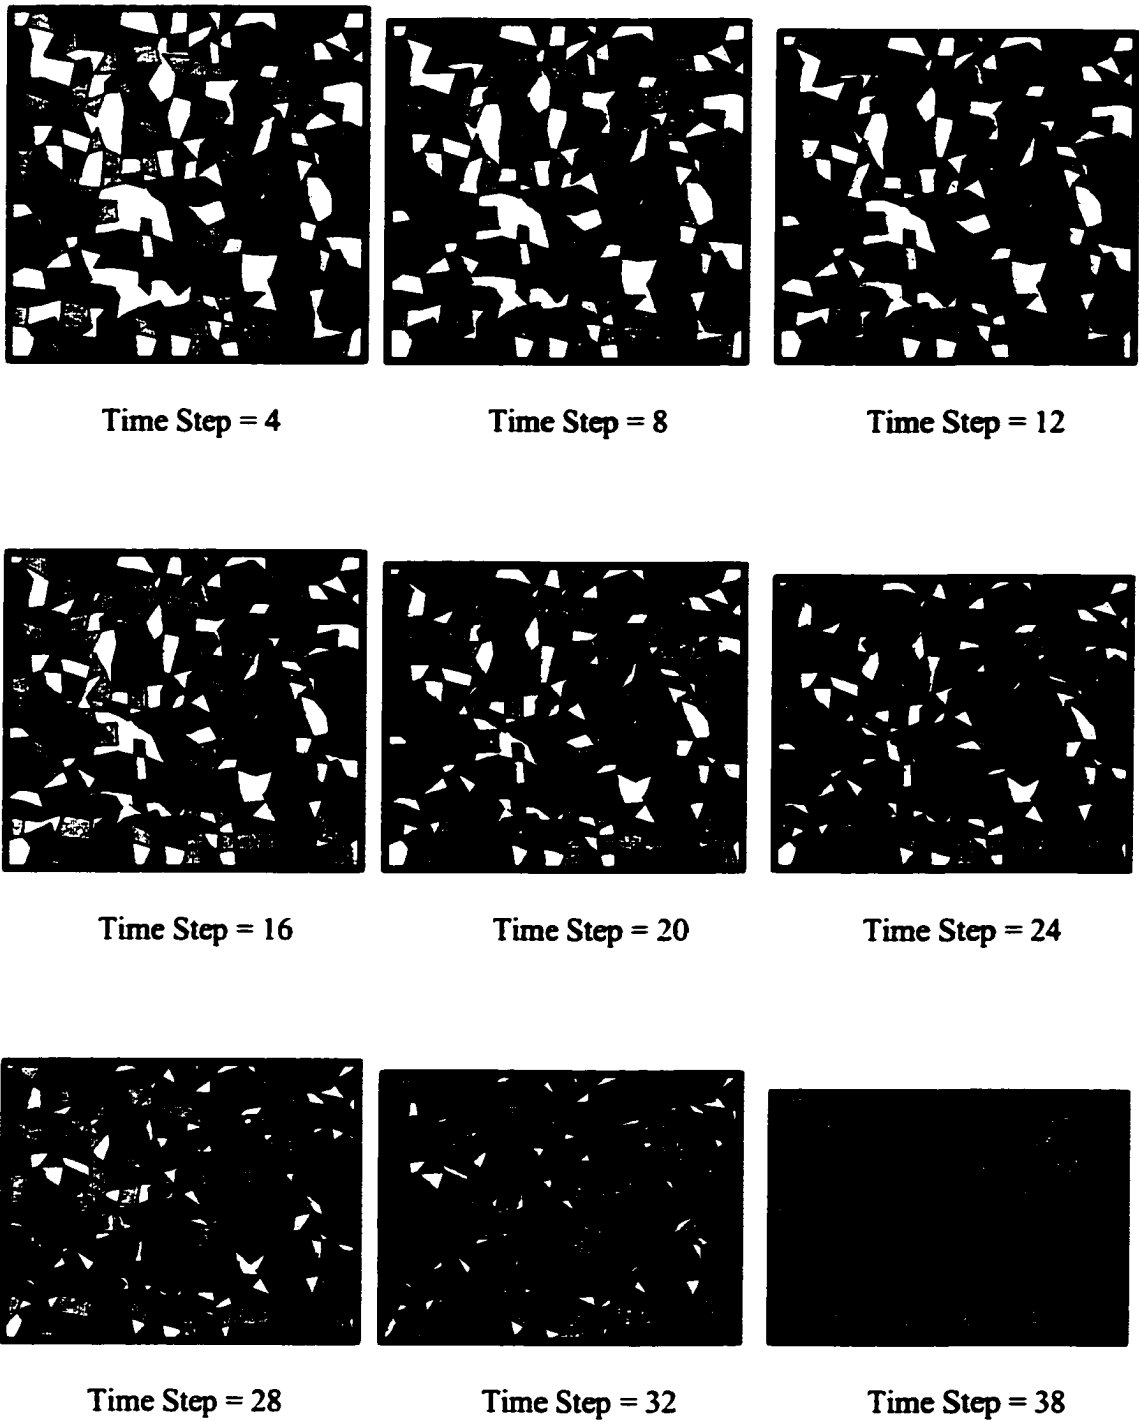 Time Step = 4
Time Step = 8
Time Step = 12
Time Step = 16
Time Step = 20
Time Step = 24
Time Step = 28
Time Step = 32
Time Step = 38